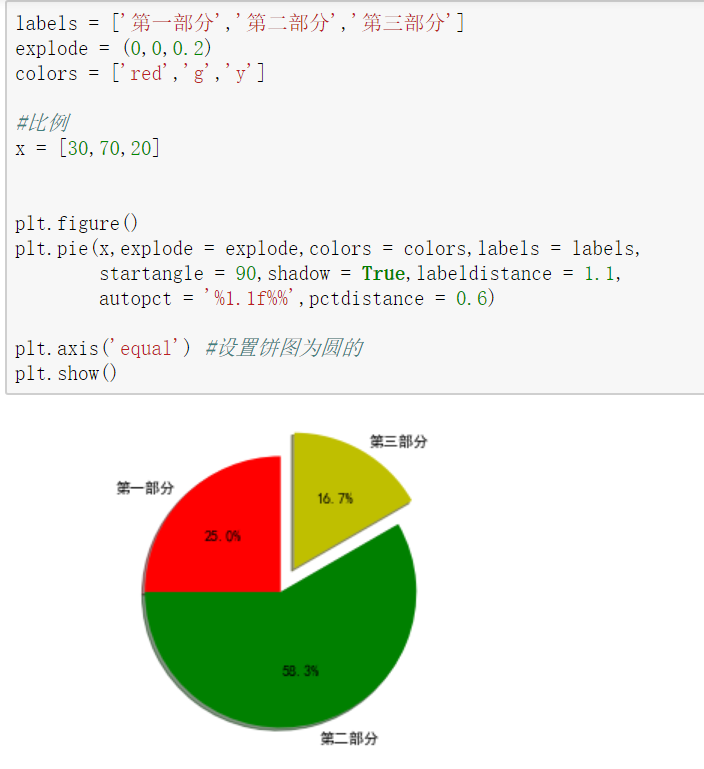 labels = ['第一部分','第二部分','第三部分']
explode = (0,0,0.2)
colors = ['red','g','y']
#比例
x = [30,70,20]
plt.figure()
plt.pie(x,explode = explode,colors = colors,labels = labels,
startangle = 90,shadow = True,labeldistance = 1.1,
autopct = '%1.1f%%',pctdistance = 0.6)
plt.axis('equal') #设置饼图为圆的
plt.show()
第三部分
第一部分
16.7%
25.0%
58.3%
第二部分